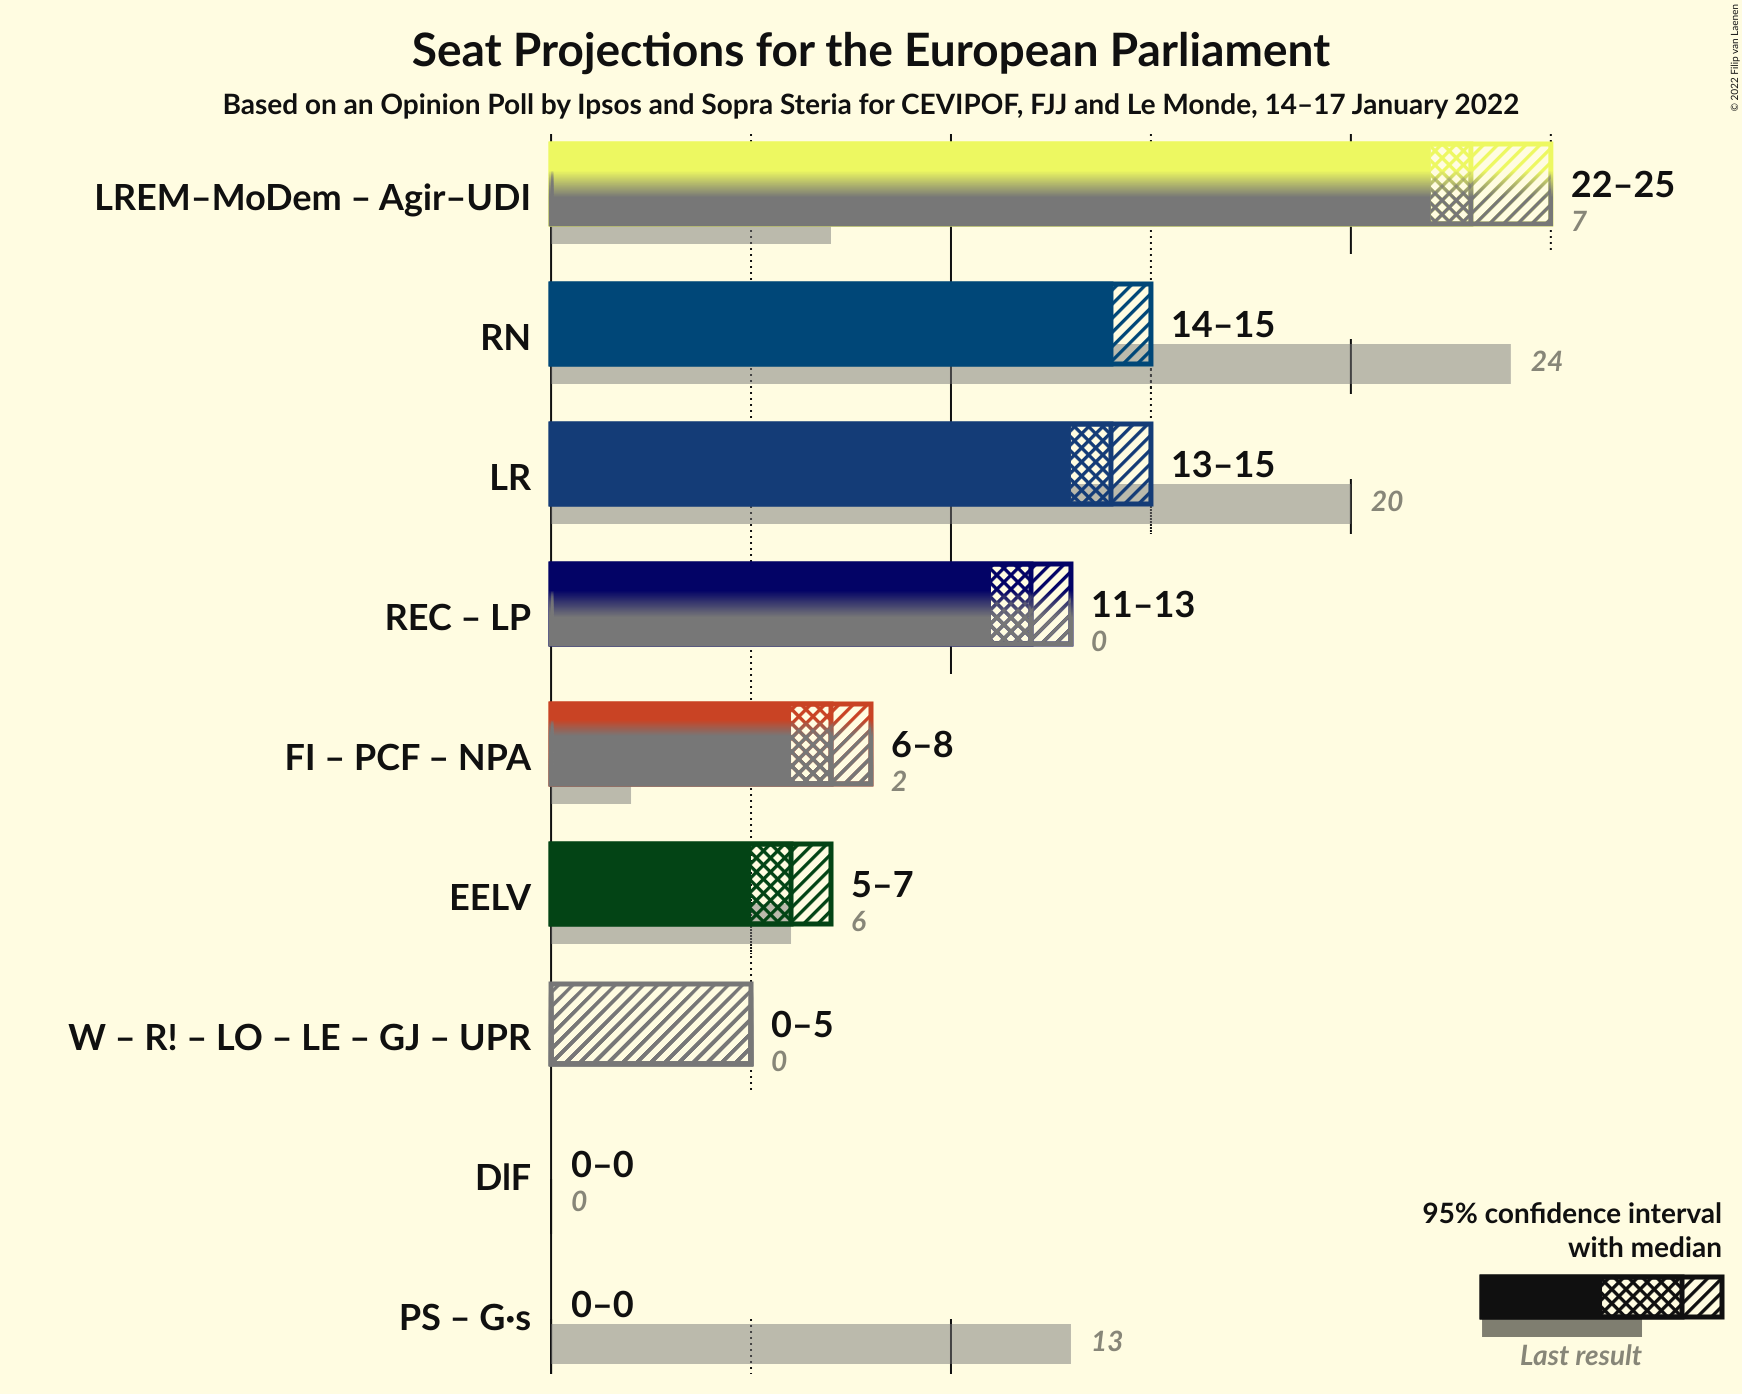 Seat Projections for the European Parliament
Based on an Opinion Poll by Ipsos and Sopra Steria for CEVIPOF, FJJ and Le Monde, 14–17 January 2022
© 2022 Filip van Laenen
LREM–MoDem – Agir–UDI
22–25
7
RN
14–15
24
LR
13–15
20
REC – LP
11–13
0
FI – PCF – NPA
6–8
2
EELV
5–7
6
W – R! – LO – LE – GJ – UPR
0–5
0
DlF
0–0
0
PS – G·s
0–0
13
95% confidence interval
with median
Last result